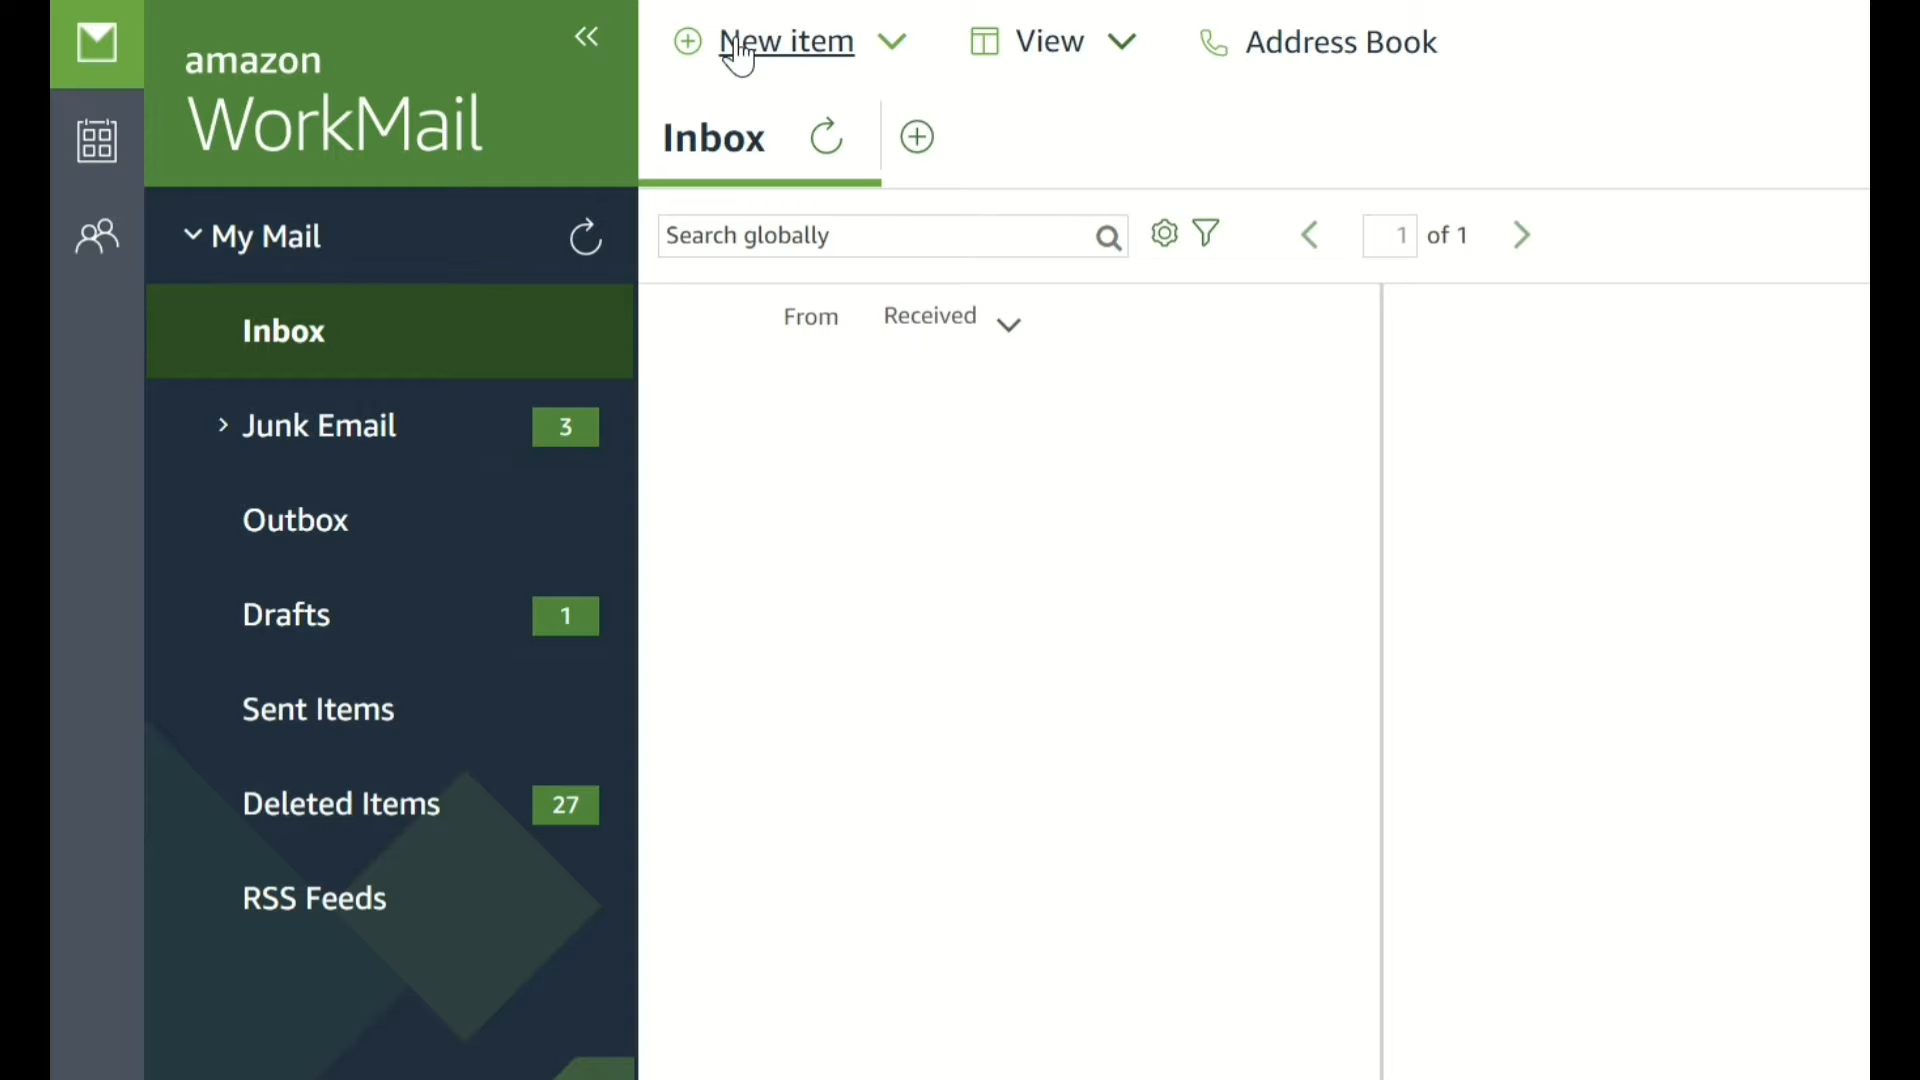 amazon
WorkMail
New item
View
Address Book
Inbox
My Mail
Search globally
1 of 1
From
Received
Inbox
Junk Email
3
Outbox
Drafts
1
Sent Items
Deleted Items
27
RSS Feeds